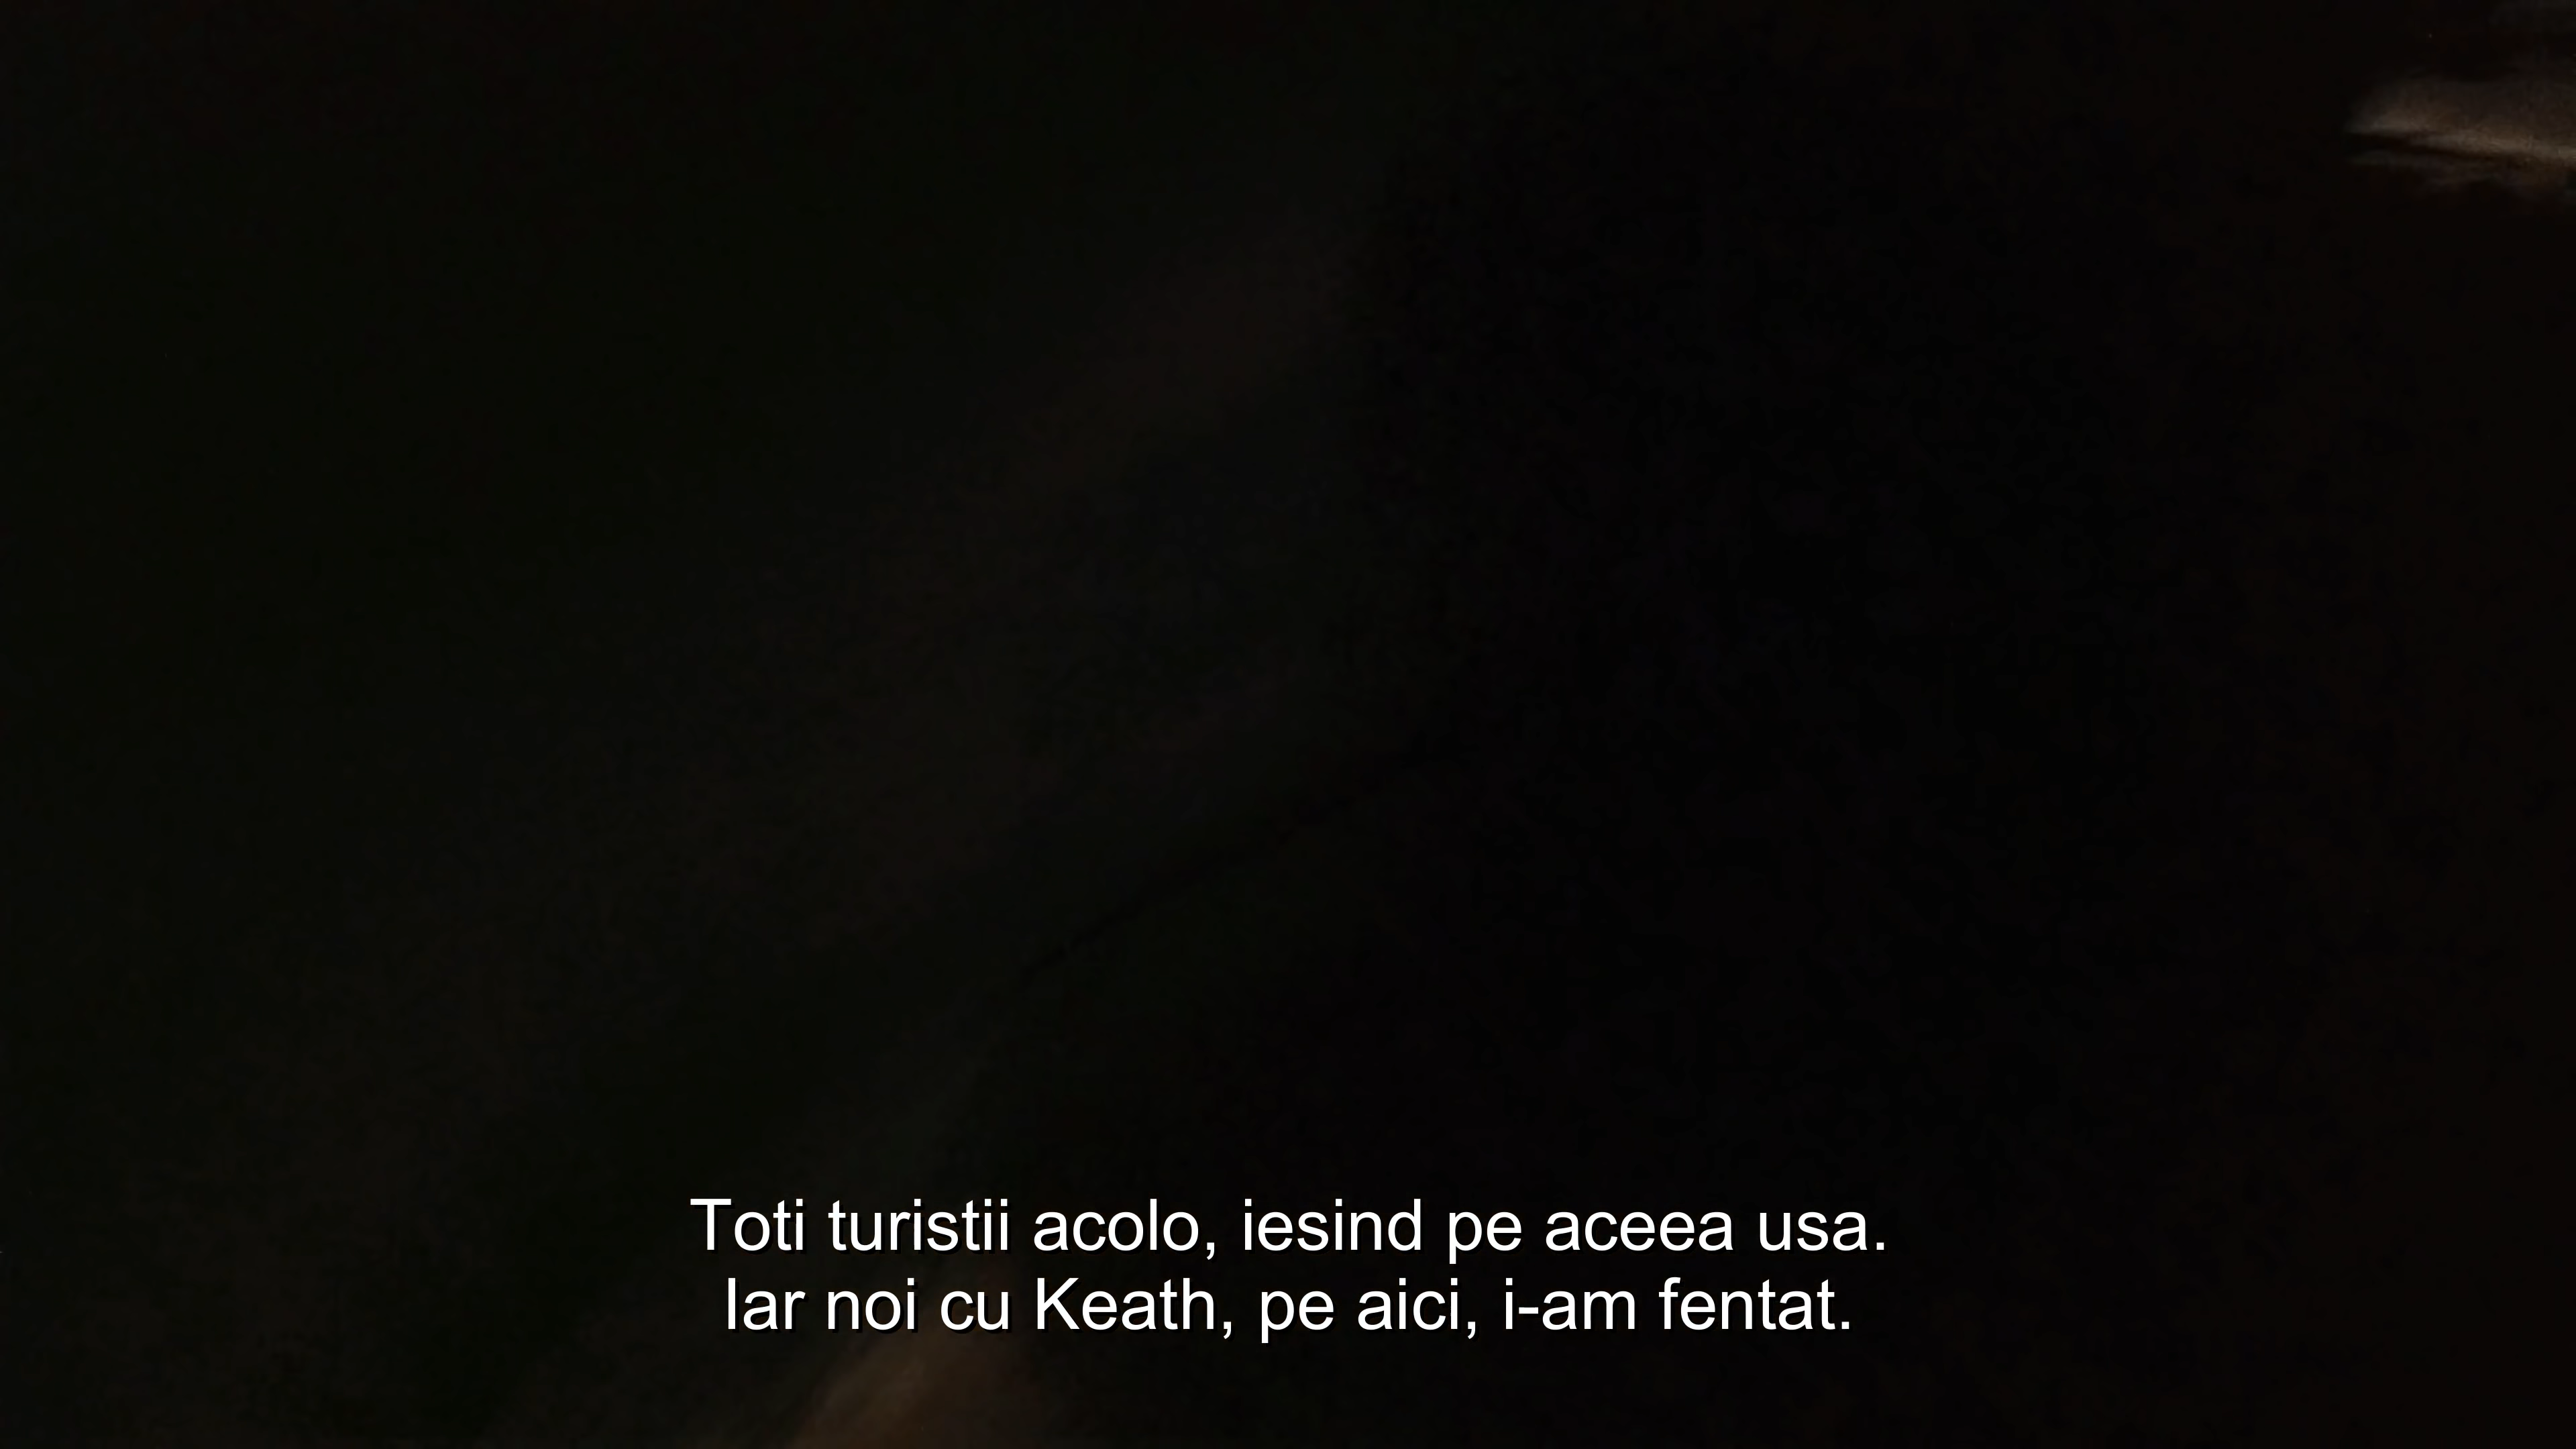 Toti turistii acolo, iesind pe aceea usa.
Iar noi cu Keath, pe aici, i-am fentat.